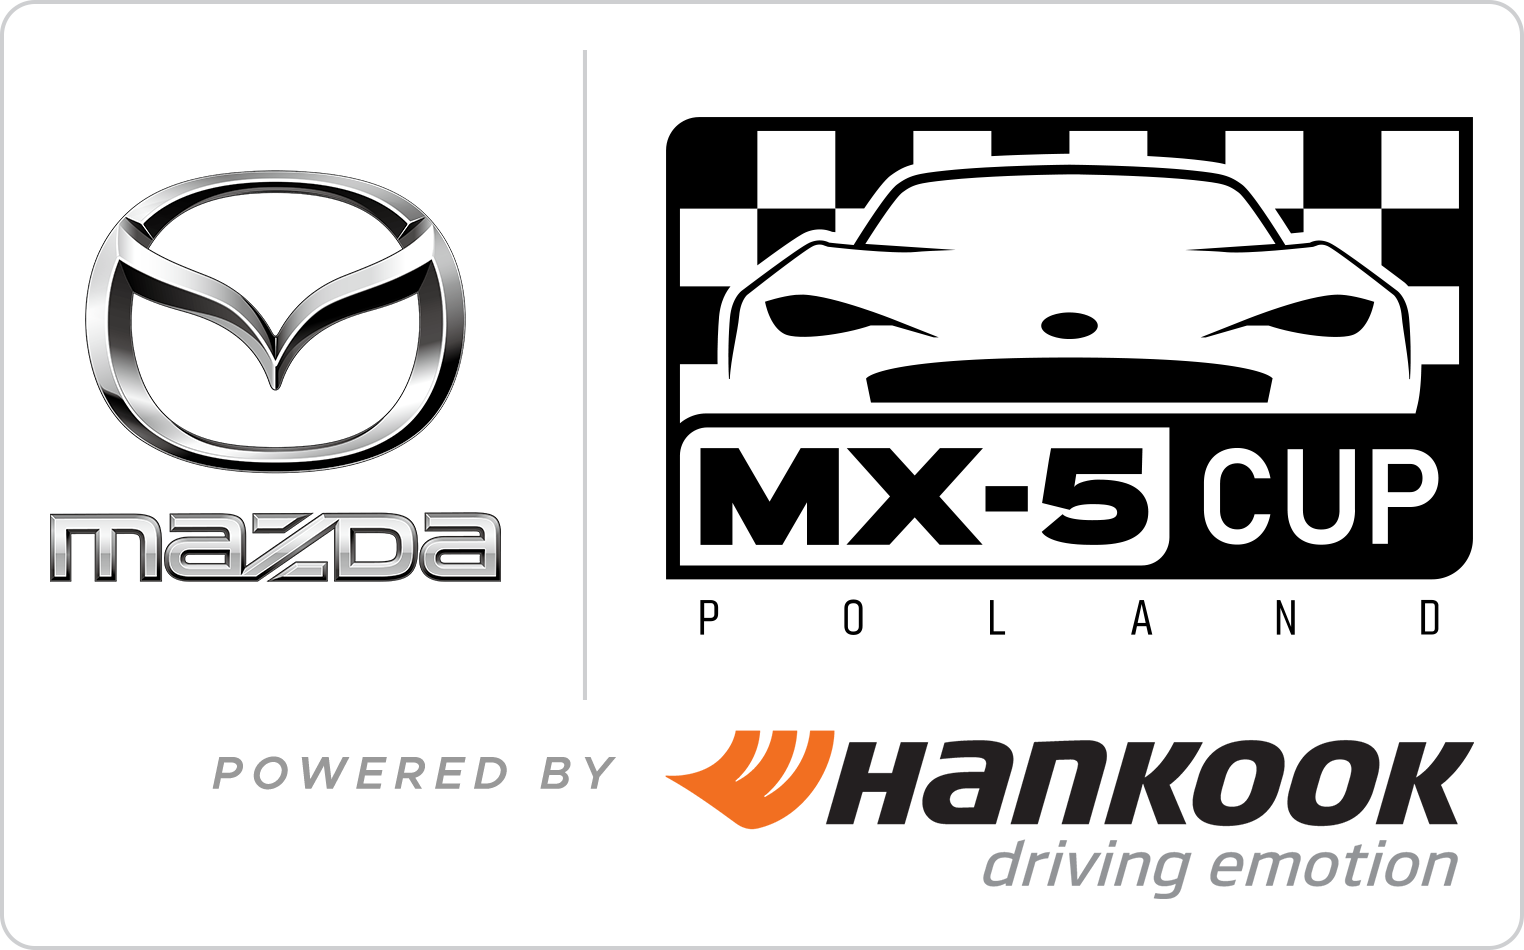 mazda
MX-5 CUP
POLAND
POWERED BY HANKOOK
driving emotion